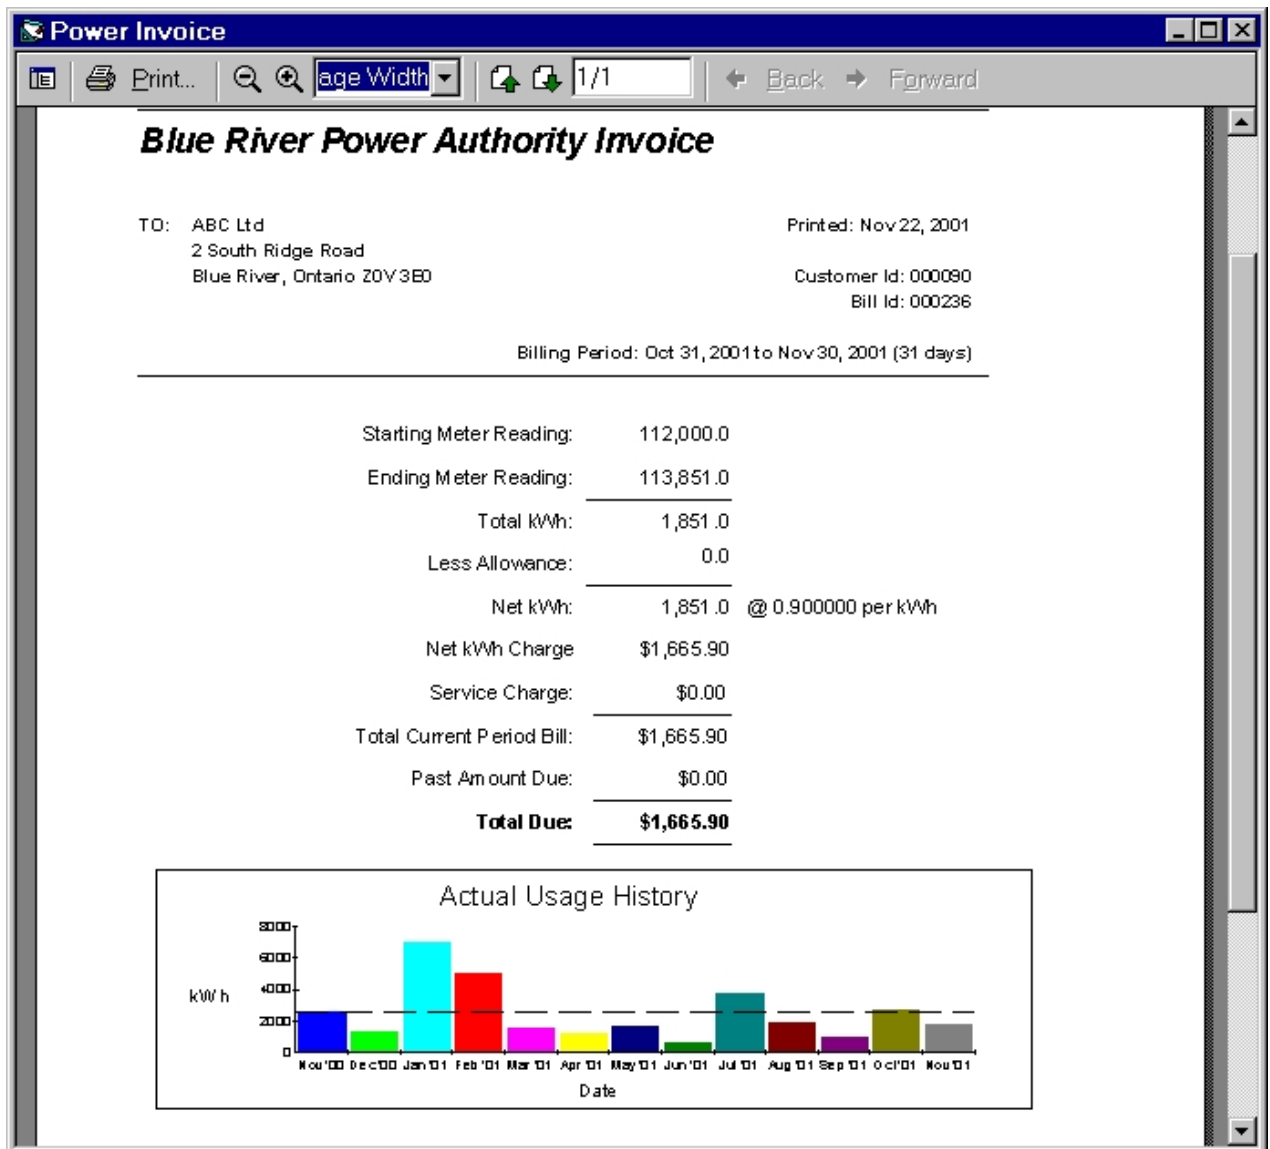 Power Invoice
Print... age Width 1/1 Back Forward
Blue River Power Authority Invoice
TO: ABC Ltd Printed: Nov 22, 2001
2 South Ridge Road
Blue River, Ontario Z0V 3E0 Customer Id: 000090
Bill Id: 000236
Billing Period: Oct 31, 2001 to Nov 30, 2001 (31 days)
Starting Meter Reading: 112,000.0
Ending Meter Reading: 113,851.0
Total kWh: 1,851.0
Less Allowance: 0.0
Net kWh: 1,851.0 @ 0.900000 per kWh
Net kWh Charge $1,665.90
Service Charge: $0.00
Total Current Period Bill: $1,665.90
Past Amount Due: $0.00
Total Due: $1,665.90
Actual Usage History
8000
6000
4000
kWh
2000
0
Nov'00 Dec'00 Jan'01 Feb'01 Mar'01 Apr'01 May'01 Jun'01 Jul'01 Aug'01 Sep'01 Oct'01 Nov'01
Date